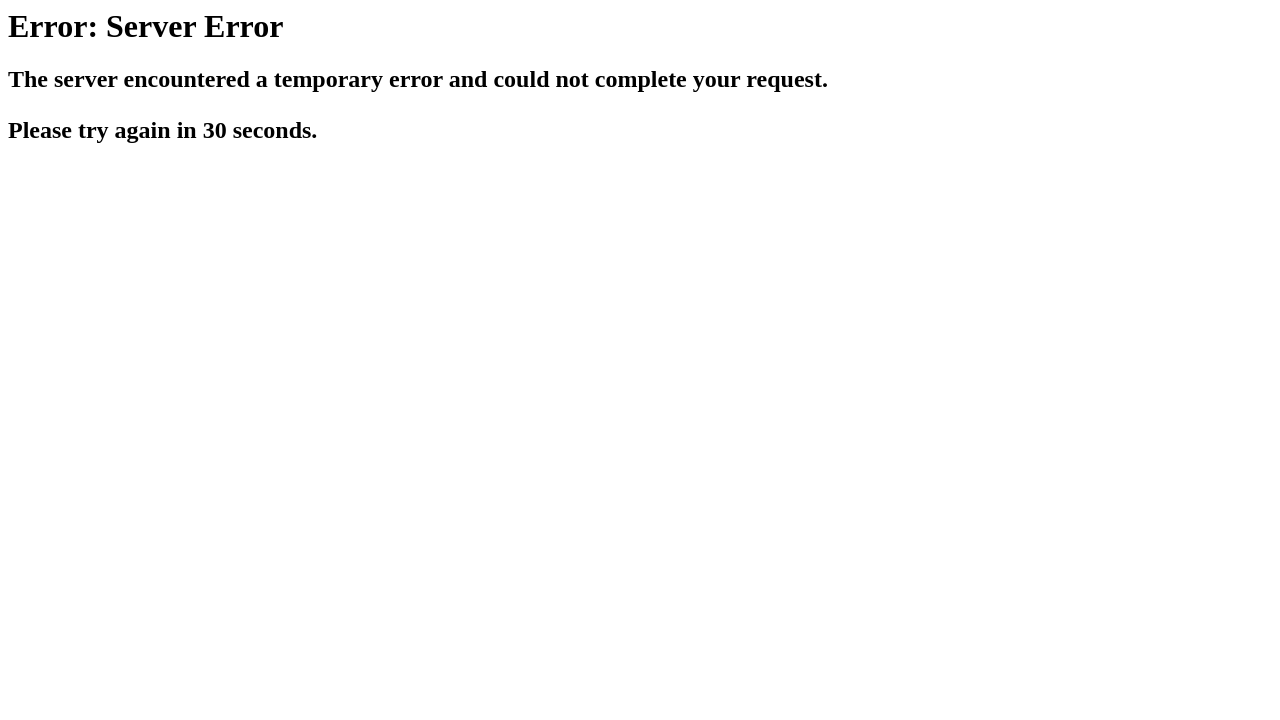 Error: Server Error
The server encountered a temporary error and could not complete your request.
Please try again in 30 seconds.